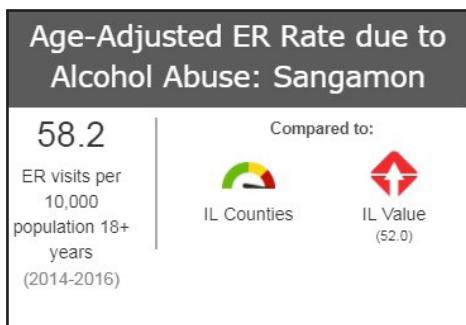 Age-Adjusted ER Rate due to
Alcohol Abuse: Sangamon
58.2
ER visits per
10,000
population 18+
years
(2014-2016)
Compared to:
IL Counties
IL Value
(52.0)